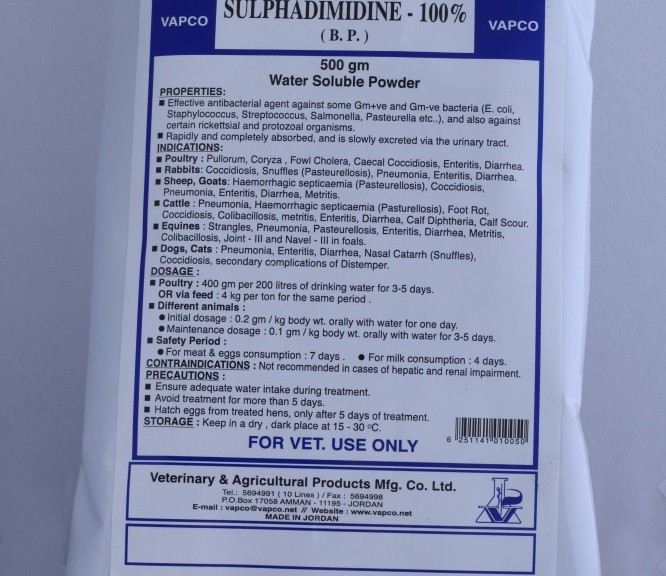 VAPCO
SULPHADIMIDINE - 100%
VAPCO
( B. P. )
500 gm
Water Soluble Powder
PROPERTIES:
■ Effective antibacterial agent against some Gm+ve and Gm-ve bacteria (E. coli,
Staphylococcus, Streptococcus, Salmonella, Pasteurella etc..), and also against
certain rickettsial and protozoal organisms.
■ Rapidly and completely absorbed, and is slowly excreted via the urinary tract.
INDICATIONS:
■ Poultry : Pullorum, Coryza , Fowl Cholera, Caecal Coccidiosis, Enteritis, Diarrhea.
■ Rabbits: Coccidiosis, Snuffles (Pasteurellosis), Pneumonia, Enteritis, Diarrhea.
■ Sheep, Goats: Haemorrhagic septicaemia (Pasteurellosis), Coccidiosis,
Pneumonia, Enteritis, Diarrhea, Metritis.
■ Cattle : Pneumonia, Haemorrhagic septicaemia (Pasturellosis), Foot Rot,
Coccidiosis, Colibacillosis, metritis, Enteritis, Diarrhea, Calf Diphtheria, Calf Scour.
■ Equines : Strangles, Pneumonia, Pasteurellosis, Enteritis, Diarrhea, Metritis,
Colibacillosis, Joint - III and Navel - III in foals.
■ Dogs, Cats : Pneumonia, Enteritis, Diarrhea, Nasal Catarrh (Snuffles),
Coccidiosis, secondary complications of Distemper.
DOSAGE :
■ Poultry : 400 gm per 200 litres of drinking water for 3-5 days.
OR via feed : 4 kg per ton for the same period .
■ Different animals :
● Initial dosage : 0.2 gm / kg body wt. orally with water for one day.
● Maintenance dosage : 0.1 gm / kg body wt. orally with water for 3-5 days.
■ Safety Period :
● For meat & eggs consumption : 7 days . ● For milk consumption : 4 days.
CONTRAINDICATIONS : Not recommended in cases of hepatic and renal impairment.
PRECAUTIONS :
■ Ensure adequate water intake during treatment.
■ Avoid treatment for more than 5 days.
■ Hatch eggs from treated hens, only after 5 days of treatment.
STORAGE : Keep in a dry , dark place at 15 - 30 ºC.
FOR VET. USE ONLY
6 251141 010050
Veterinary & Agricultural Products Mfg. Co. Ltd.
Tel.: 5694991 ( 10 Lines ) / Fax : 5694998
P.O.Box 17058 AMMAN - 11195 - JORDAN
E-mail : vapco@vapco.net // Website : www.vapco.net
MADE IN JORDAN